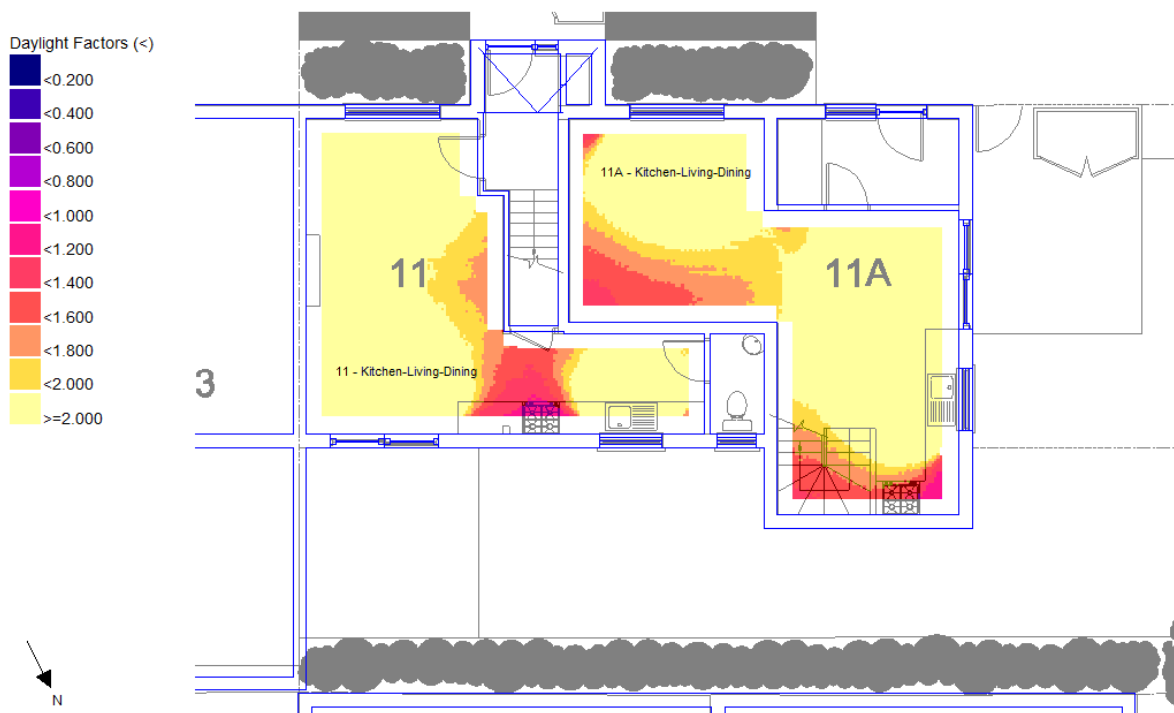 Daylight Factors (<)
<0.200
<0.400
<0.600
<0.800
<1.000
<1.200
<1.400
<1.600
<1.800
<2.000
>=2.000
11A - Kitchen-Living-Dining
11
11A
11 - Kitchen-Living-Dining
3
N